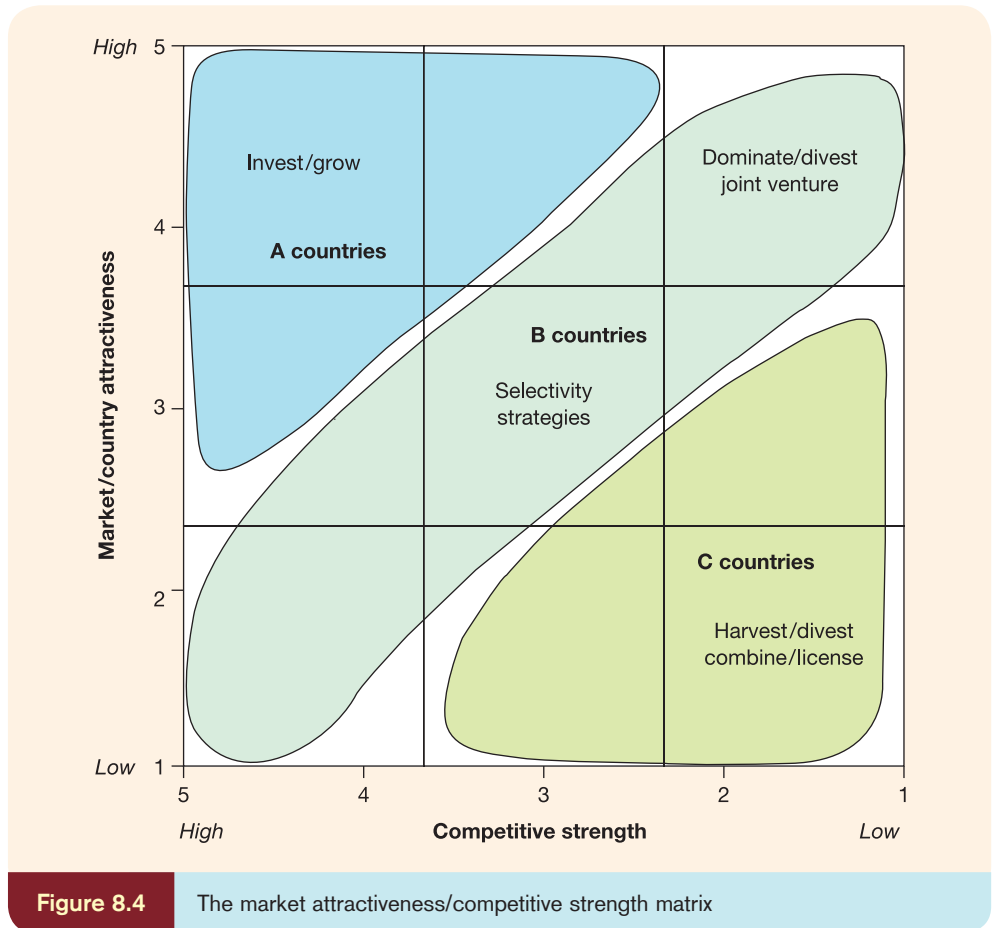 High 5
Invest/grow
Dominate/divest
joint venture
4
A countries
Market/country attractiveness
B countries
3
Selectivity
strategies
C countries
2
Harvest/divest
combine/license
Low 1
5 4 3 2 1
High Competitive strength Low
Figure 8.4 The market attractiveness/competitive strength matrix